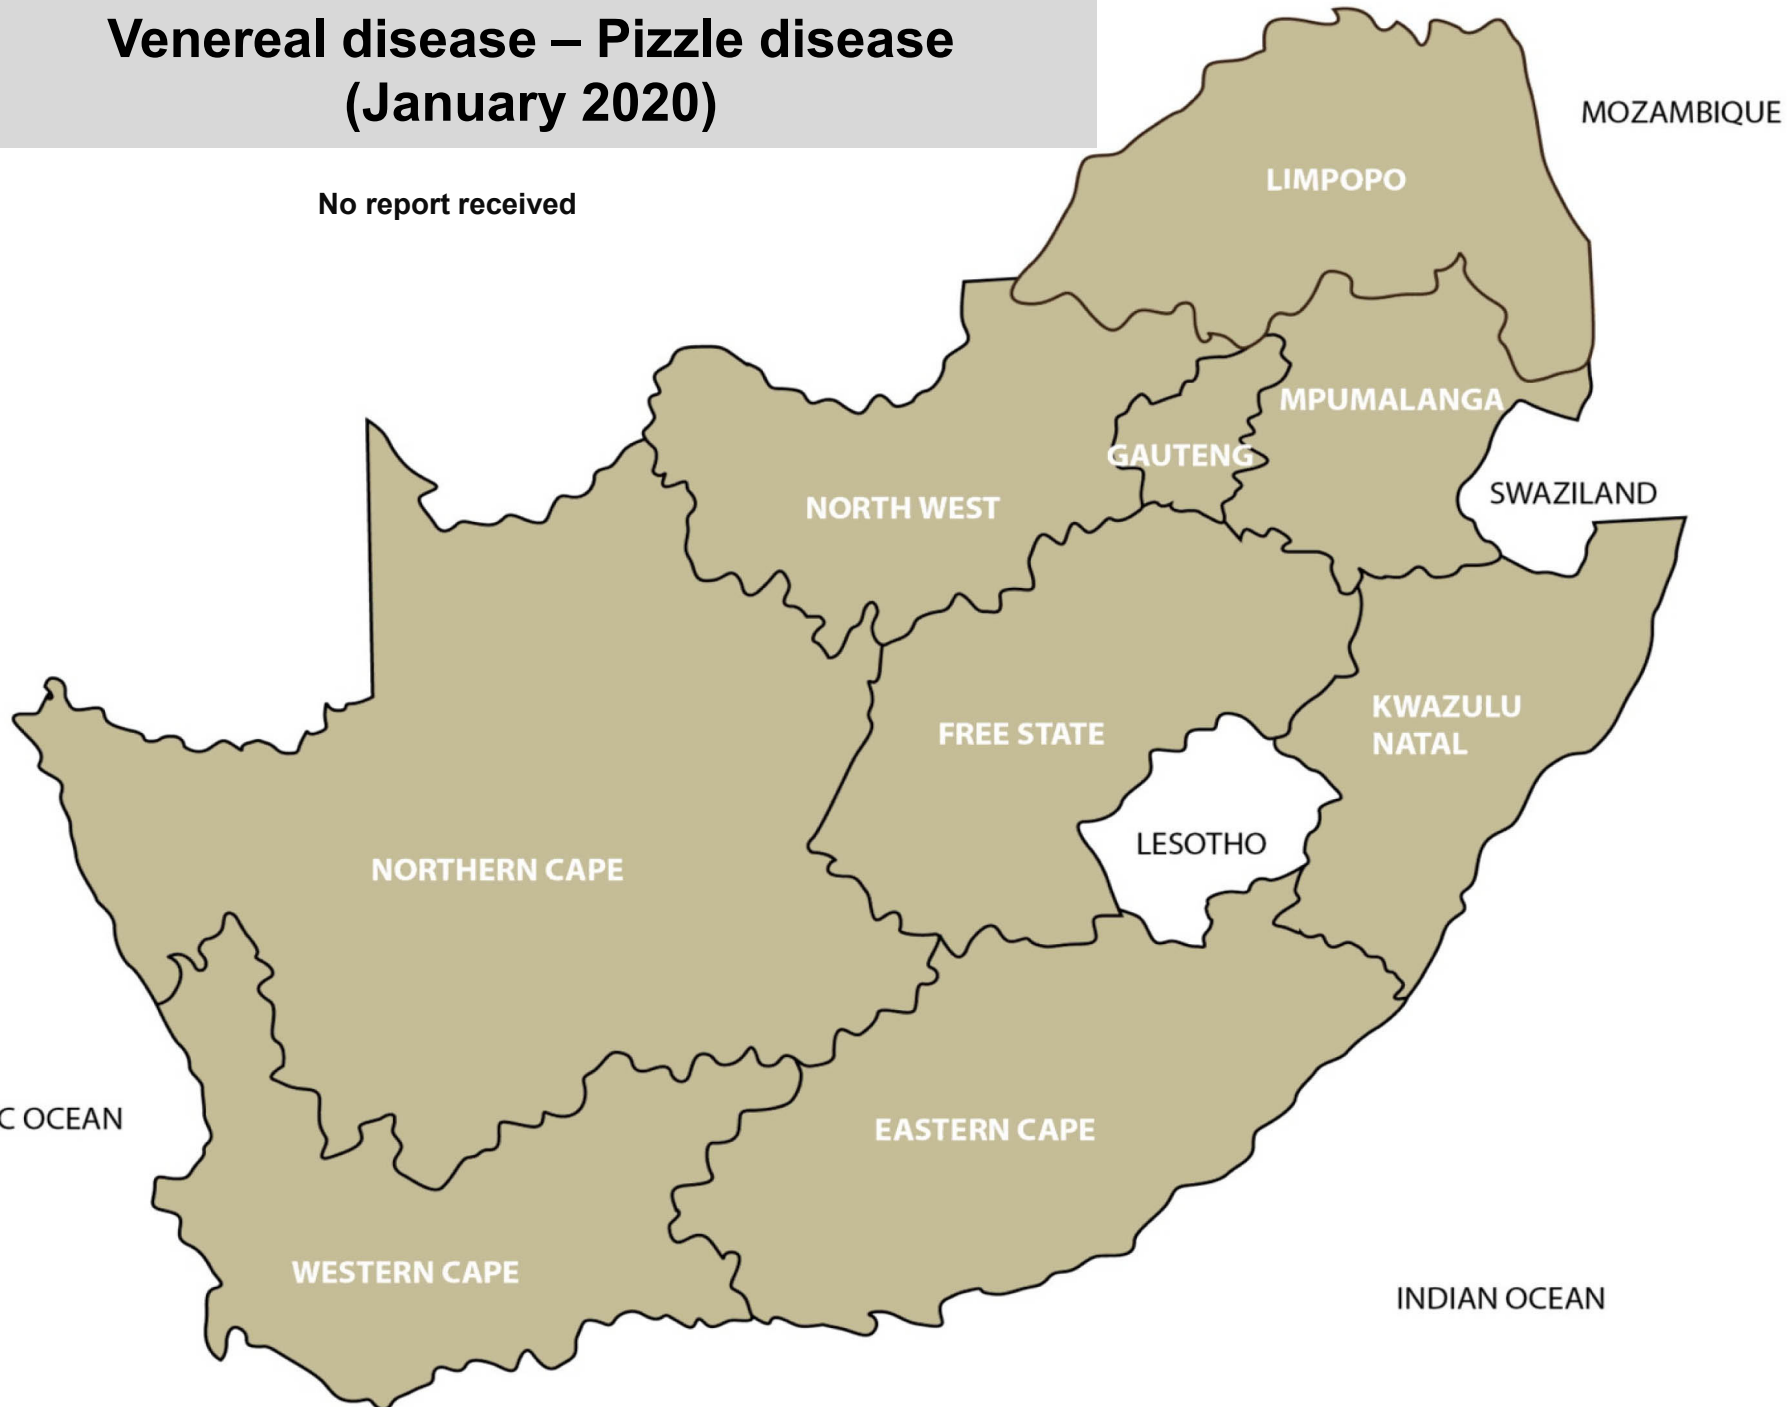 Venereal disease – Pizzle disease
(January 2020)
MOZAMBIQUE
LIMPOPO
No report received
MPUMALANGA
GAUTENG
SWAZILAND
NORTH WEST
KWAZULU
NATAL
FREE STATE
LESOTHO
NORTHERN CAPE
C OCEAN
EASTERN CAPE
WESTERN CAPE
INDIAN OCEAN